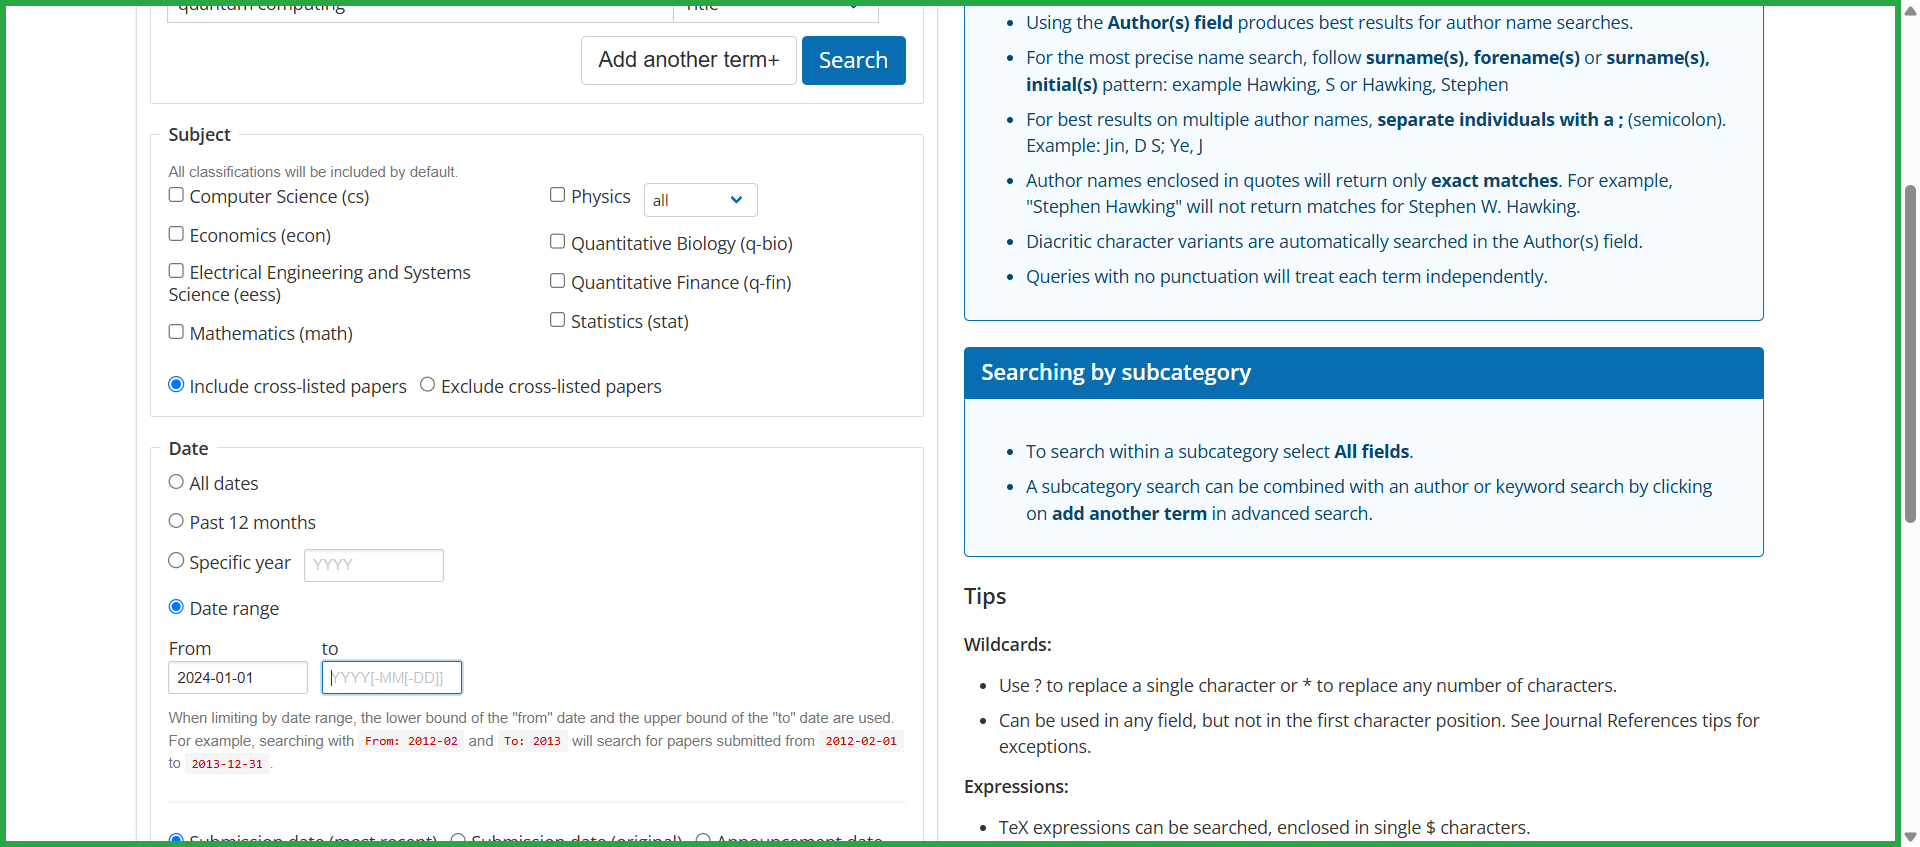 quantum computing
Title
Add another term+
Search
Subject
All classifications will be included by default.
Computer Science (cs)
Economics (econ)
Electrical Engineering and Systems
Science (eess)
Mathematics (math)
Physics
all
Quantitative Biology (q-bio)
Quantitative Finance (q-fin)
Statistics (stat)
Include cross-listed papers
Exclude cross-listed papers
Date
All dates
Past 12 months
Specific year
YYYY
Date range
From
to
2024-01-01
YYYY[-MM[-DD]]
When limiting by date range, the lower bound of the "from" date and the upper bound of the "to" date are used.
For example, searching with From: 2012-02 and To: 2013 will search for papers submitted from 2012-02-01
to 2013-12-31 .
Submission date (most recent)
Submission date (original)
Announcement date
Using the Author(s) field produces best results for author name searches.
For the most precise name search, follow surname(s), forename(s) or surname(s),
initial(s) pattern: example Hawking, S or Hawking, Stephen
For best results on multiple author names, separate individuals with a ; (semicolon).
Example: Jin, D S; Ye, J
Author names enclosed in quotes will return only exact matches. For example,
"Stephen Hawking" will not return matches for Stephen W. Hawking.
Diacritic character variants are automatically searched in the Author(s) field.
Queries with no punctuation will treat each term independently.
Searching by subcategory
To search within a subcategory select All fields.
A subcategory search can be combined with an author or keyword search by clicking
on add another term in advanced search.
Tips
Wildcards:
Use ? to replace a single character or * to replace any number of characters.
Can be used in any field, but not in the first character position. See Journal References tips for
exceptions.
Expressions:
TeX expressions can be searched, enclosed in single $ characters.